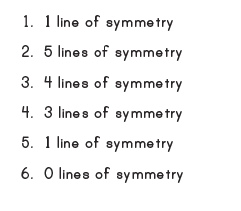 1. 1 line of symmetry
2. 5 lines of symmetry
3. 4 lines of symmetry
4. 3 lines of symmetry
5. 1 line of symmetry
6. 0 lines of symmetry